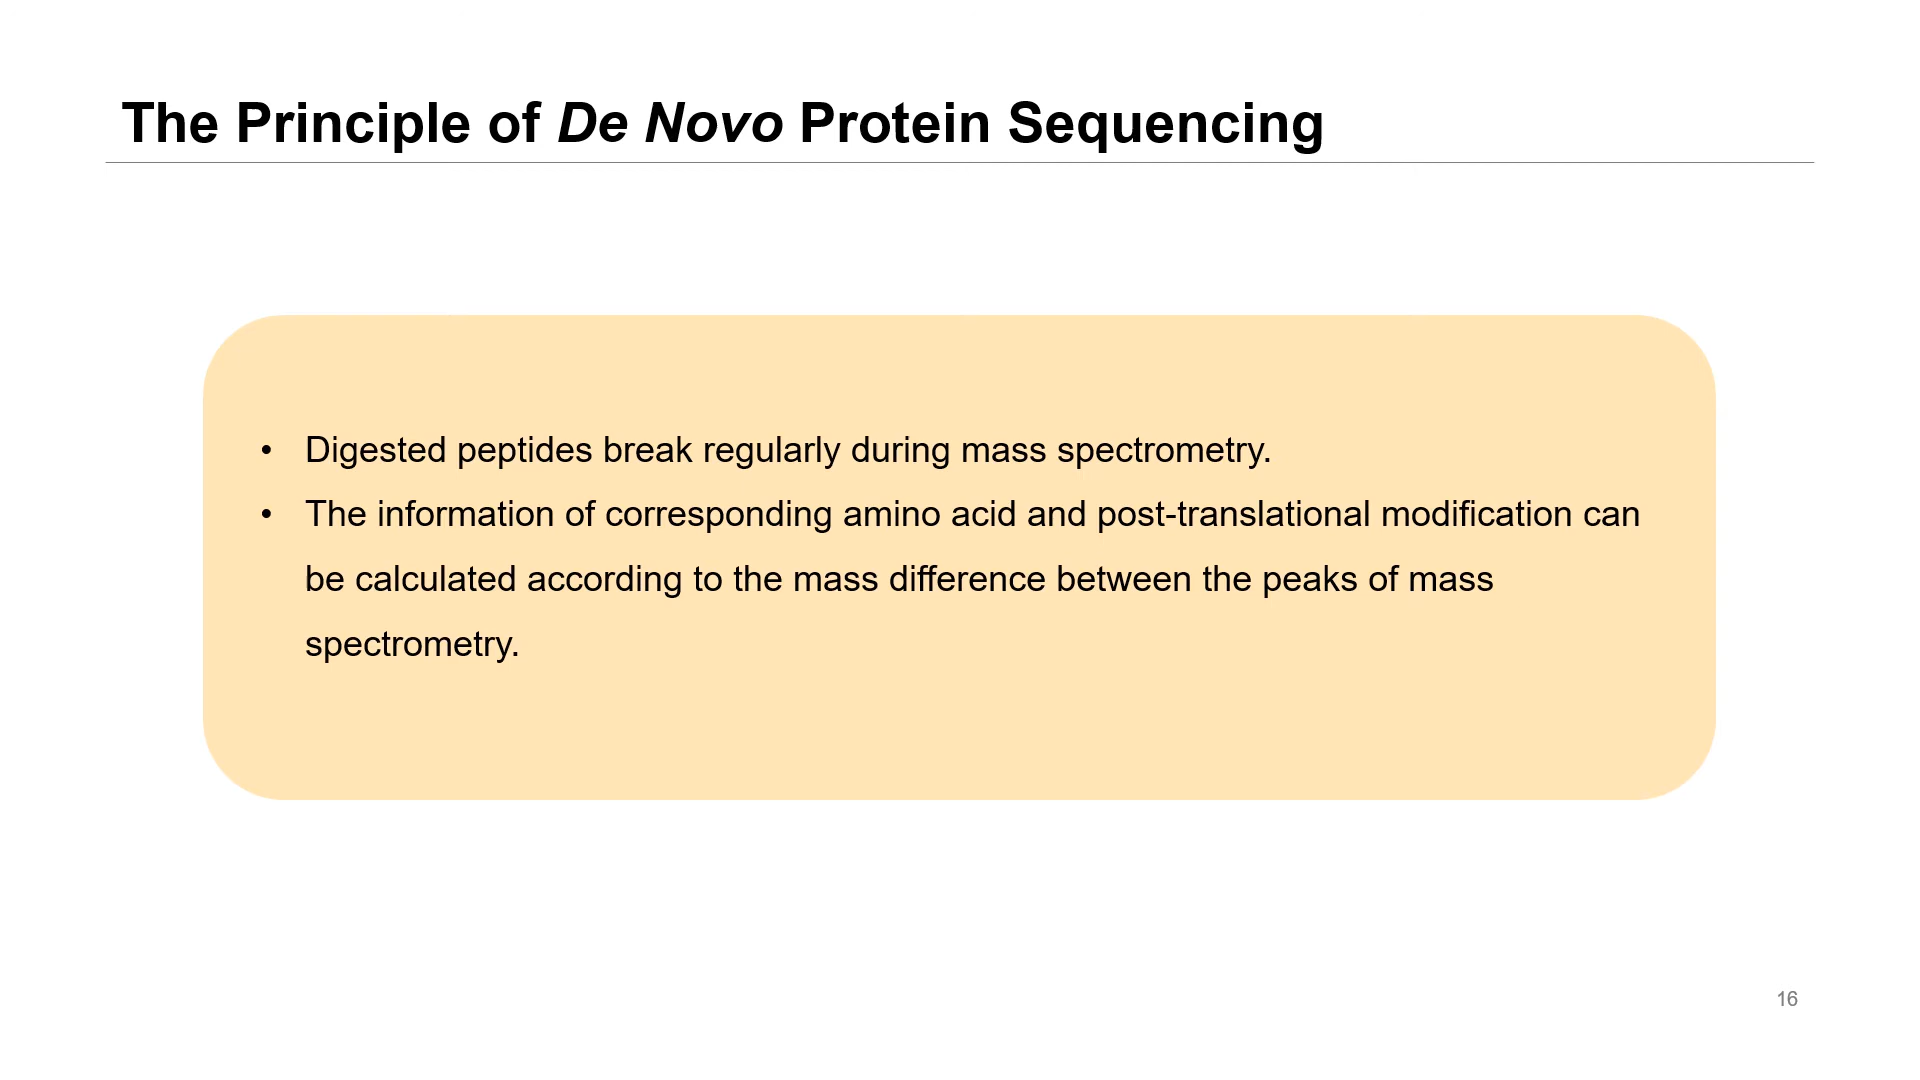 The Principle of De Novo Protein Sequencing
• Digested peptides break regularly during mass spectrometry.
• The information of corresponding amino acid and post-translational modification can
be calculated according to the mass difference between the peaks of mass
spectrometry.
16